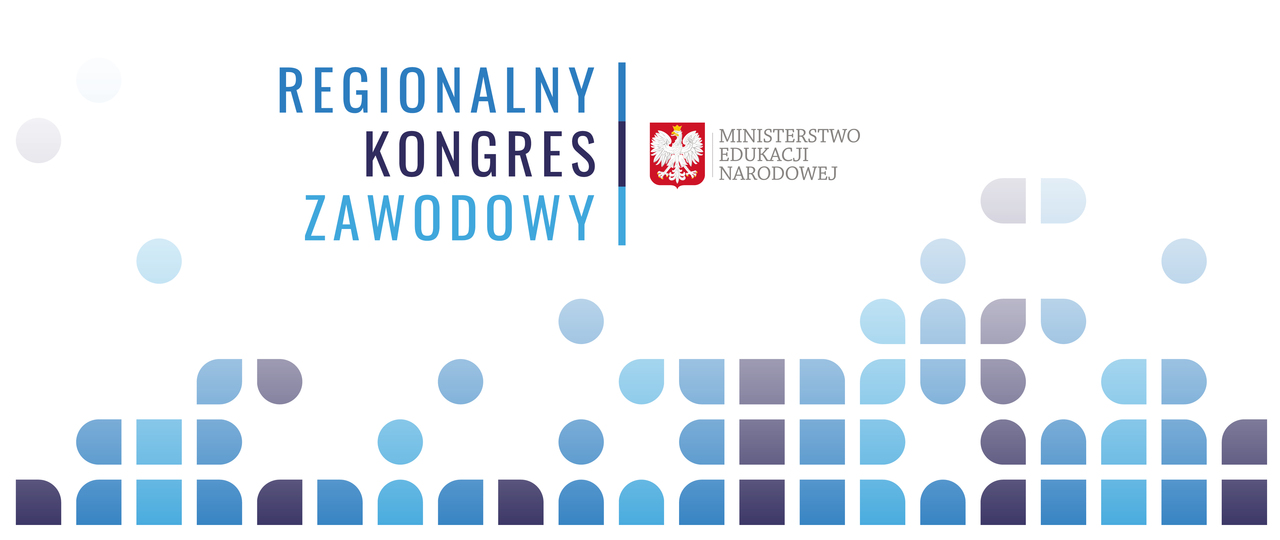 REGIONALNY
KONGRES
ZAWODOWY
MINISTERSTWO
EDUKACJI
NARODOWEJ